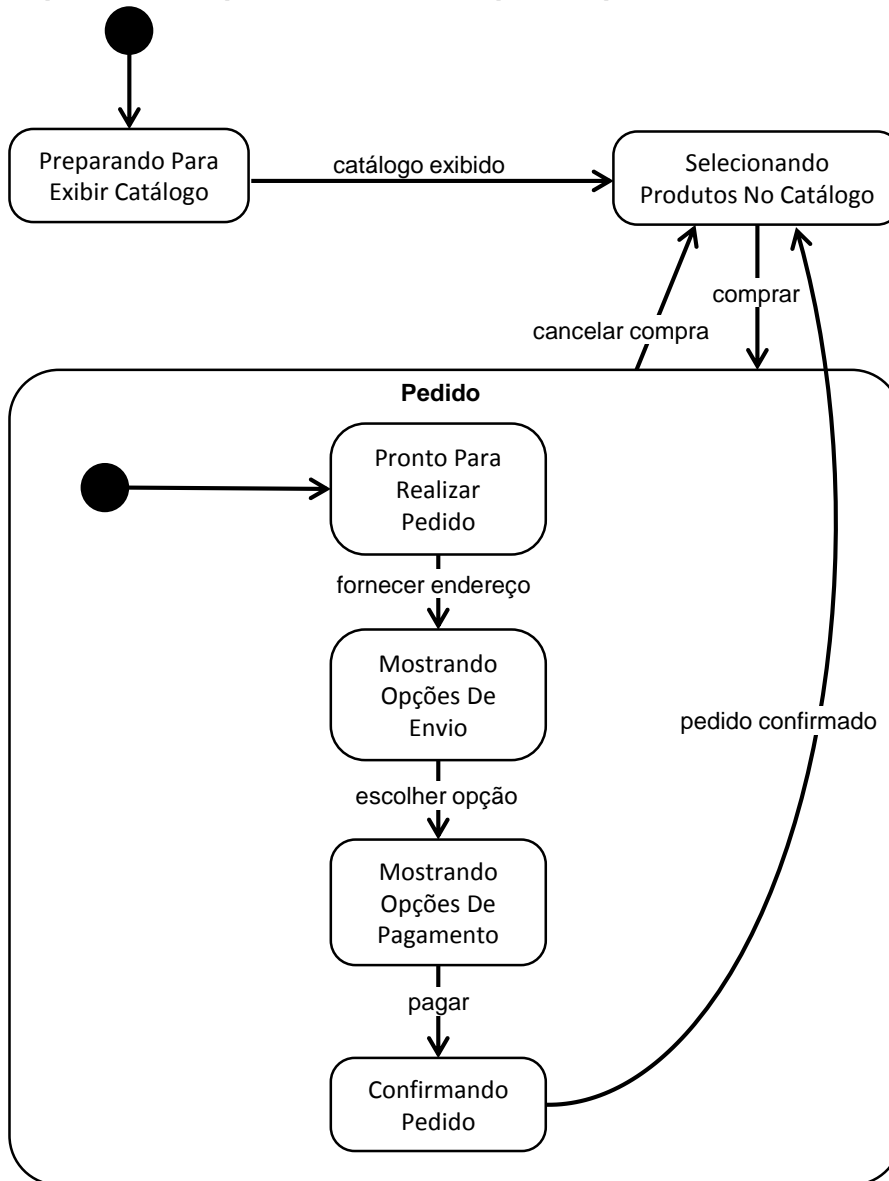 Preparando Para
Exibir Catálogo
catálogo exibido
Selecionando
Produtos No Catálogo
comprar
cancelar compra
Pedido
Pronto Para
Realizar
Pedido
fornecer endereço
Mostrando
Opções De
Envio
pedido confirmado
escolher opção
Mostrando
Opções De
Pagamento
pagar
Confirmando
Pedido